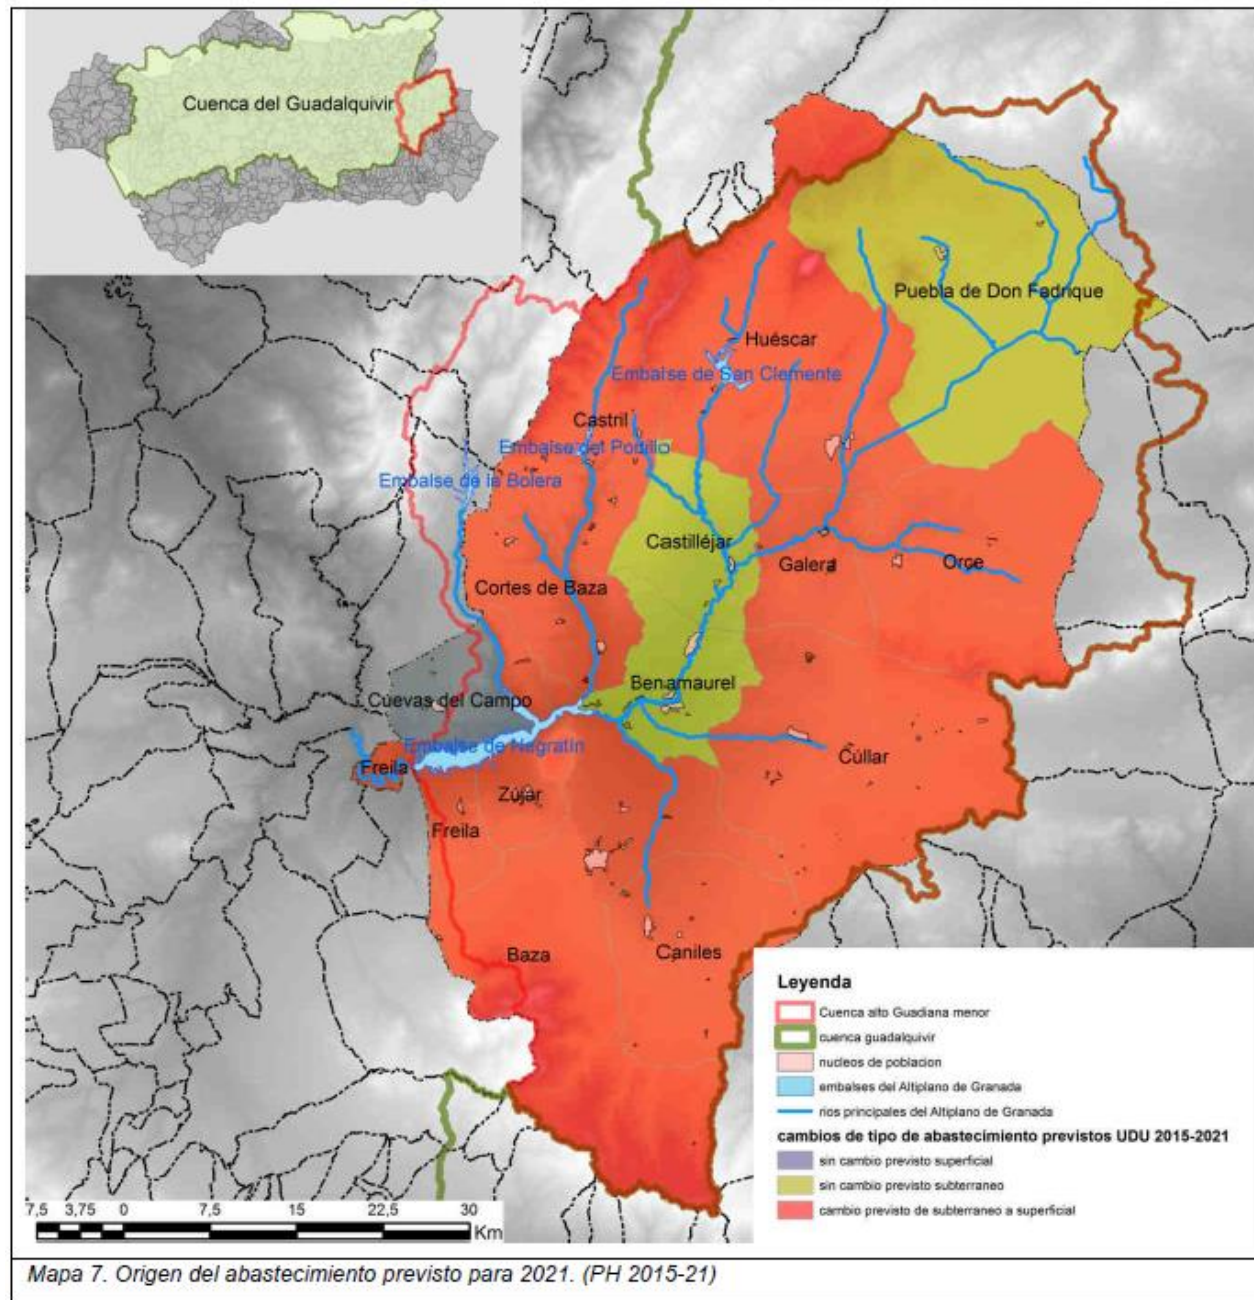 Cuenca del Guadalquivir
Puebla de Don Fadrique
Huéscar
Embalse de San Clemente
Castril
Embalse del Portillo
Embalse de la Bolera
Castilléjar
Galera
Orce
Cortes de Baza
Benamaurel
Cuevas del Campo
Embalse de Negratín
Cúllar
Freila
Zújar
Freila
Baza
Caniles
Leyenda
Cuenca alto Guadiana menor
cuenca guadalquivir
nucleos de poblacion
embalses del Altiplano de Granada
rios principales del Altiplano de Granada
cambios de tipo de abastecimiento previstos UDU 2015-2021
sin cambio previsto superficial
sin cambio previsto subterraneo
cambio previsto de subterraneo a superficial
7,5 3,75 0 7,5 15 22,5 30
Km
Mapa 7. Origen del abastecimiento previsto para 2021. (PH 2015-21)